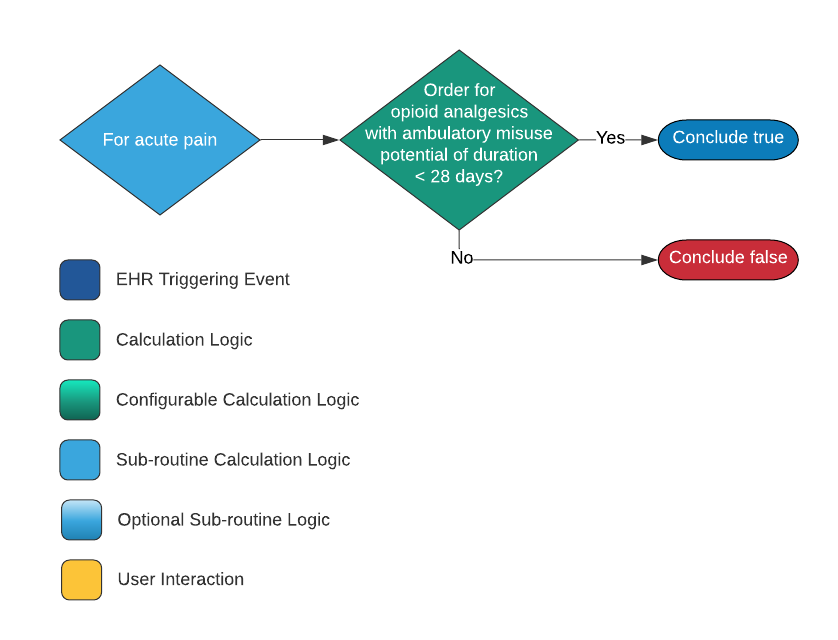 For acute pain
Order for
opioid analgesics
with ambulatory misuse
potential of duration
< 28 days?
Yes
Conclude true
No
Conclude false
EHR Triggering Event
Calculation Logic
Configurable Calculation Logic
Sub-routine Calculation Logic
Optional Sub-routine Logic
User Interaction